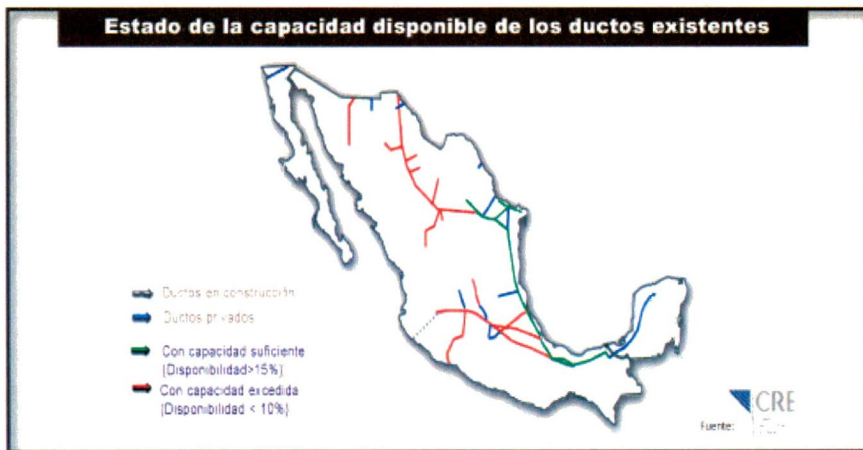 Estado de la capacidad disponible de los ductos existentes
Ductos en construcción
Ductos privados
Con capacidad suficiente
(Disponibilidad>15%)
Con capacidad excedida
(Disponibilidad < 10%)
CRE
Fuente: